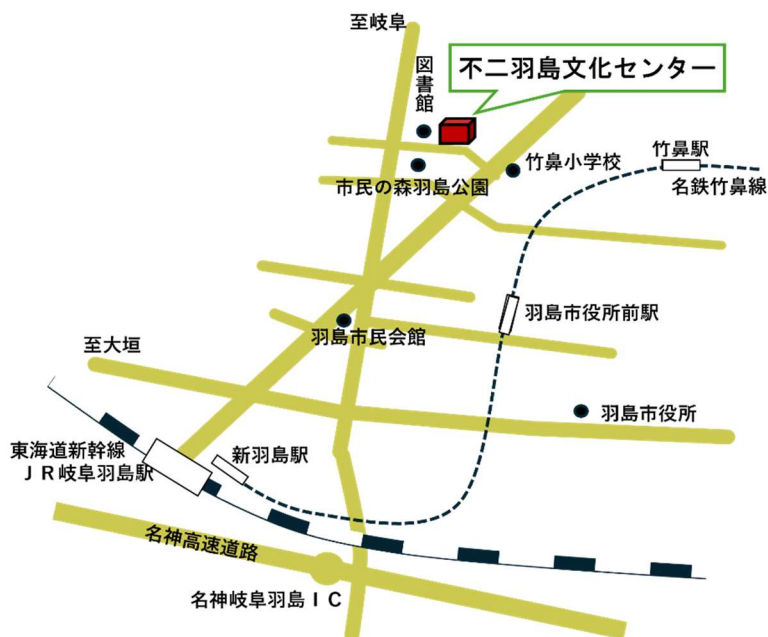 至岐阜
図書館
不二羽島文化センター
竹鼻小学校
竹鼻駅
市民の森羽島公園
名鉄竹鼻線
羽島市役所前駅
羽島市民会館
至大垣
羽島市役所
東海道新幹線
ＪＲ岐阜羽島駅
新羽島駅
名神高速道路
名神岐阜羽島ＩＣ